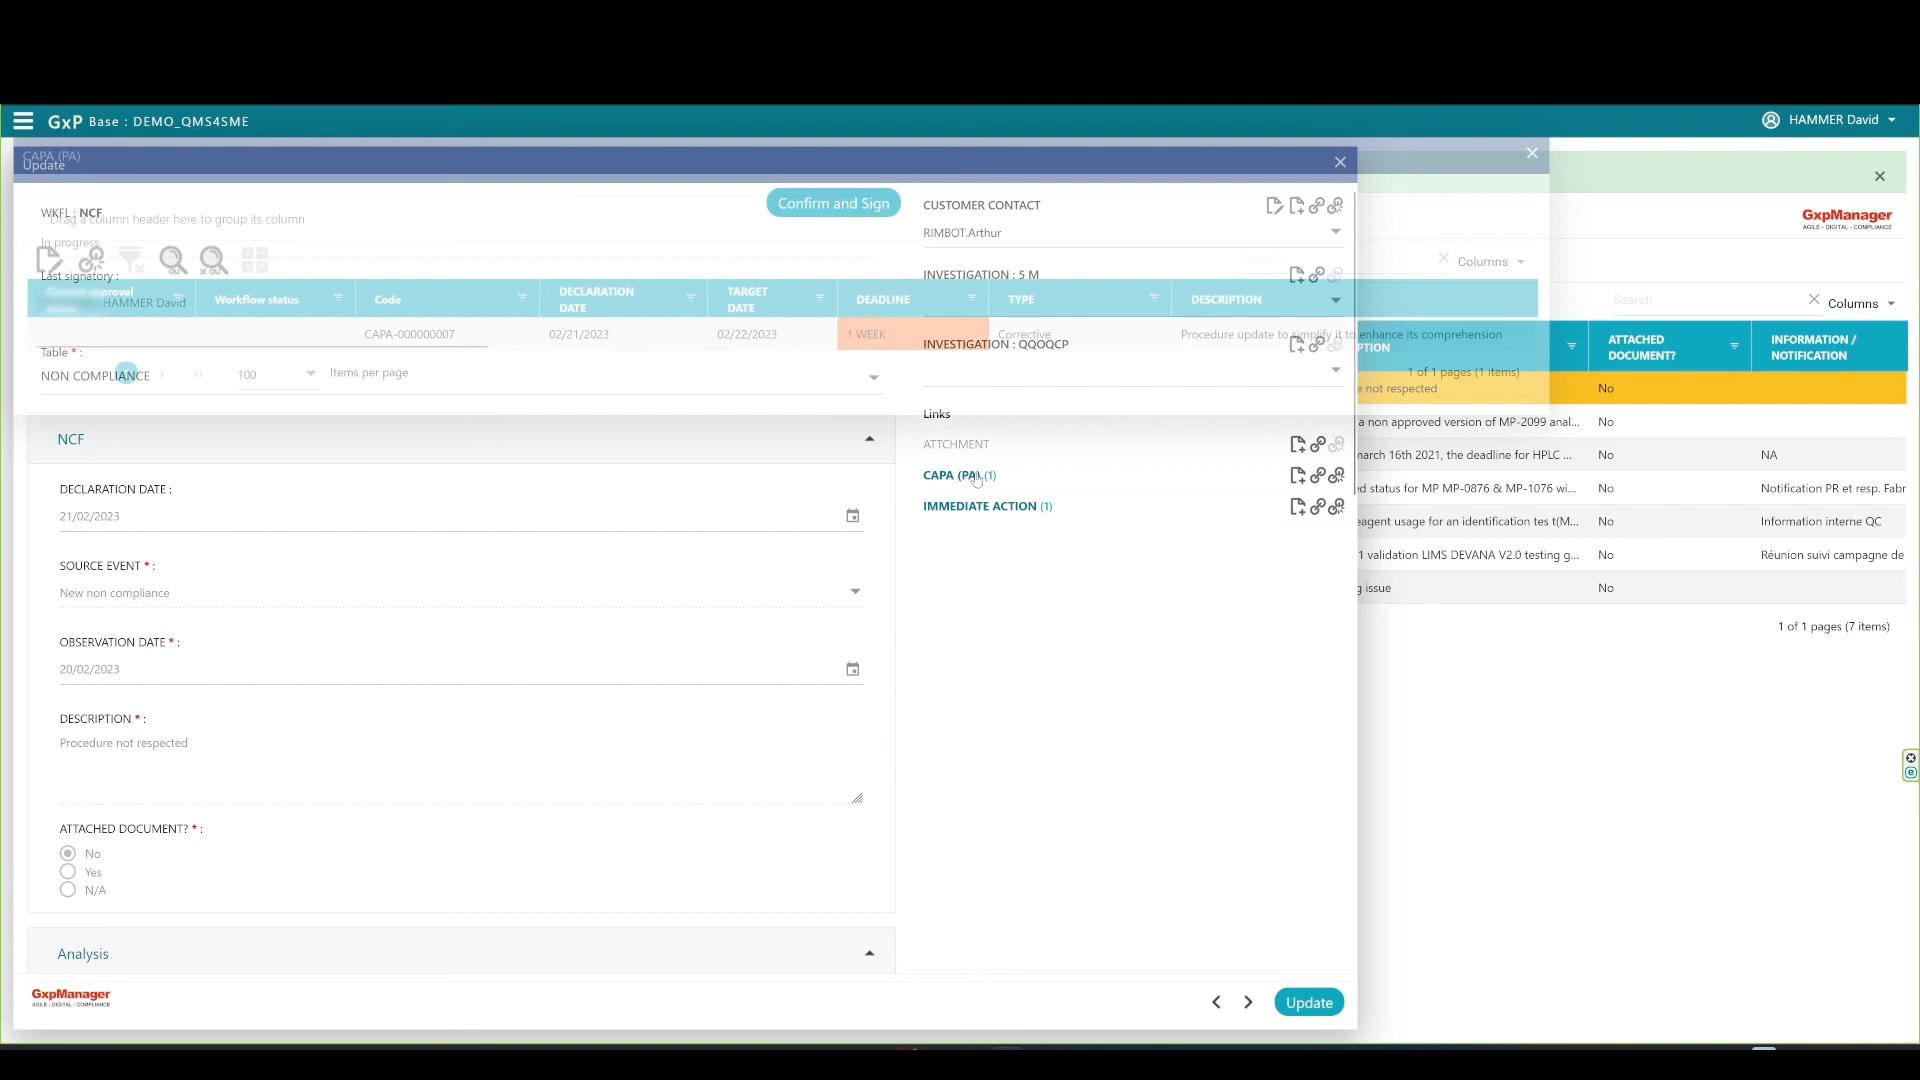 GxP Base : DEMO_QMS4SME
HAMMER David
CAPA (PA)
Update
WKFL : NCF
Drag a column header here to group its column
Confirm and Sign
In progress
Last signatory :
HAMMER David
Workflow status
Code
DECLARATION DATE
TARGET DATE
DEADLINE
TYPE
DESCRIPTION
CAPA-000000007
02/21/2023
02/22/2023
1 WEEK
Corrective
Procedure update to simplify it to enhance its comprehension
Table * :
NON COMPLIANCE
100
Items per page
1 of 1 pages (1 items)
CUSTOMER CONTACT
RIMBOT.Arthur
INVESTIGATION : 5 M
INVESTIGATION : QQOQCP
Links
ATTCHMENT
CAPA (PA) (1)
IMMEDIATE ACTION (1)
NCF
DECLARATION DATE :
21/02/2023
SOURCE EVENT * :
New non compliance
OBSERVATION DATE * :
20/02/2023
DESCRIPTION * :
Procedure not respected
ATTACHED DOCUMENT? * :
No
Yes
N/A
Analysis
GxpManager
AGILE - DIGITAL - COMPLIANCE
Update
GxpManager
AGILE - DIGITAL - COMPLIANCE
Search
Columns
Search
Columns
PTION
ATTACHED DOCUMENT?
INFORMATION / NOTIFICATION
e not respected
No
a non approved version of MP-2099 anal...
No
march 16th 2021, the deadline for HPLC ...
No
NA
ed status for MP MP-0876 & MP-1076 wi...
No
Notification PR et resp. Fabr
eagent usage for an identification tes t(M...
No
Information interne QC
1 validation LIMS DEVANA V2.0 testing g...
No
Réunion suivi campagne de
g issue
No
1 of 1 pages (7 items)